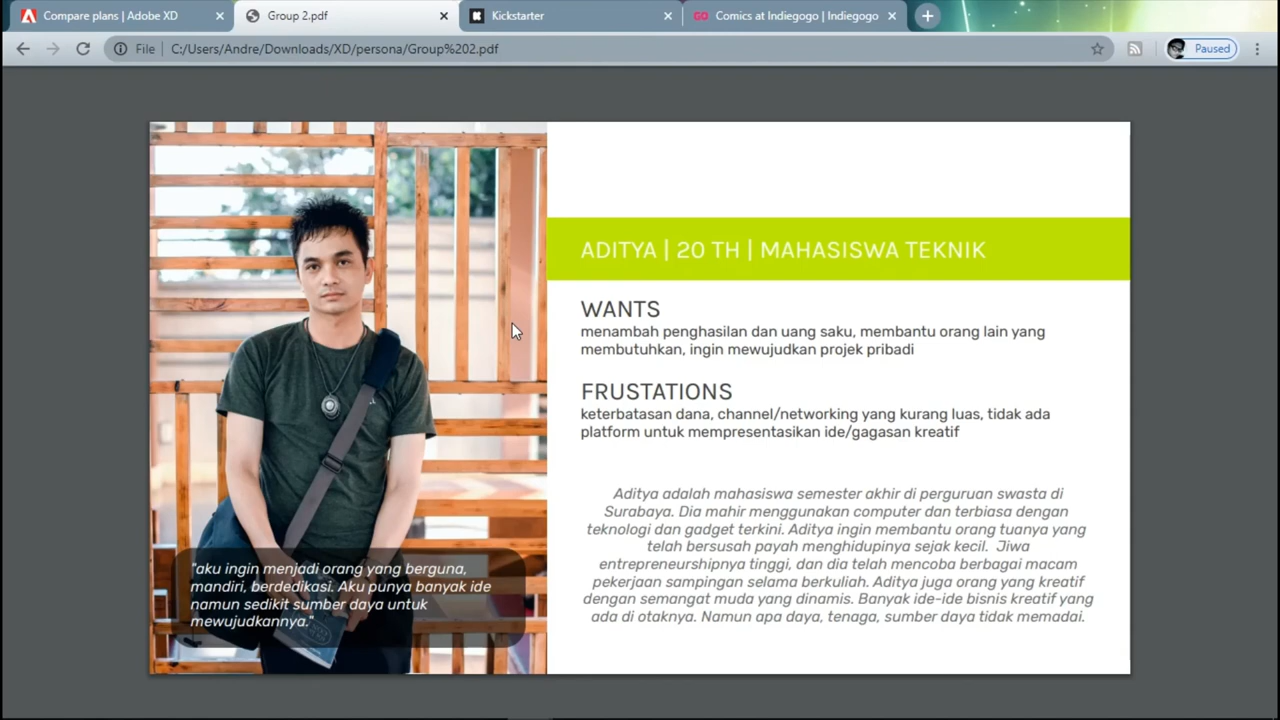 Compare plans | Adobe XD
Group 2.pdf
Kickstarter
GO
Comics at Indiegogo | Indiegogo
File
C:/Users/Andre/Downloads/XD/persona/Group%202.pdf
Paused
ADITYA | 20 TH | MAHASISWA TEKNIK
WANTS
menambah penghasilan dan uang saku, membantu orang lain yang
membutuhkan, ingin mewujudkan projek pribadi
FRUSTATIONS
keterbatasan dana, channel/networking yang kurang luas, tidak ada
platform untuk mempresentasikan ide/gagasan kreatif
Aditya adalah mahasiswa semester akhir di perguruan swasta di
Surabaya. Dia mahir menggunakan computer dan terbiasa dengan
teknologi dan gadget terkini. Aditya ingin membantu orang tuanya yang
telah bersusah payah menghidupinya sejak kecil. Jiwa
entrepreneurshipnya tinggi, dan dia telah mencoba berbagai macam
pekerjaan sampingan selama berkuliah. Aditya juga orang yang kreatif
dengan semangat muda yang dinamis. Banyak ide-ide bisnis kreatif yang
ada di otaknya. Namun apa daya, tenaga, sumber daya tidak memadai.
"aku ingin menjadi orang yang berguna,
mandiri, berdedikasi. Aku punya banyak ide
namun sedikit sumber daya untuk
mewujudkannya."